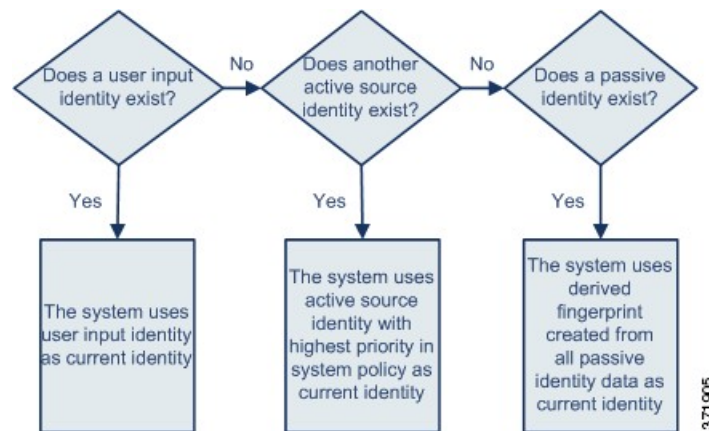 Does a user input
identity exist?
No
Does another
active source
identity exist?
No
Does a passive
identity exist?
Yes
Yes
Yes
The system uses
user input identity
as current identity
The system uses
active source
identity with
highest priority in
system policy as
current identity
The system uses
derived
fingerprint
created from
all passive
identity data as
current identity
371905